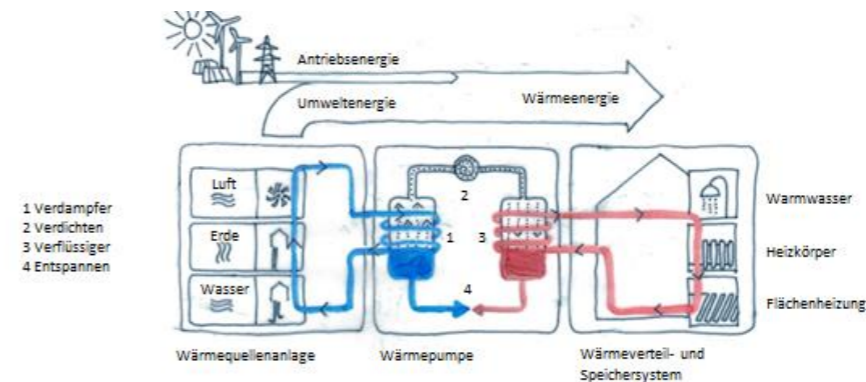 Antriebsenergie
Umweltenergie
Wärmeenergie
1 Verdampfer
2 Verdichten
3 Verflüssiger
4 Entspannen
Luft
Erde
Wasser
2
1
3
4
Warmwasser
Heizkörper
Flächenheizung
Wärmequellenanlage
Wärmepumpe
Wärmeverteil- und
Speichersystem